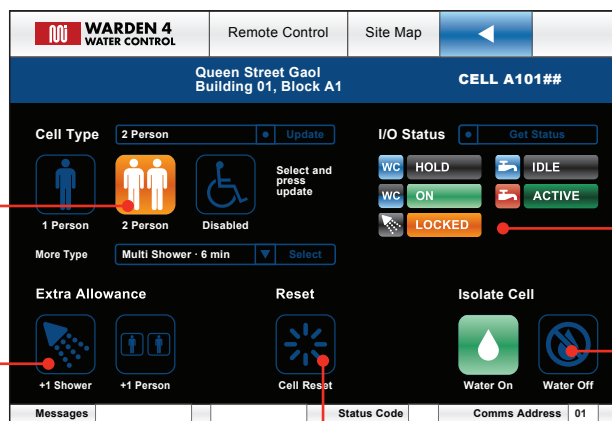 WARDEN 4
WATER CONTROL
Remote Control
Site Map
Queen Street Gaol
Building 01, Block A1
CELL A101##
Cell Type
2 Person
Update
I/O Status
Get Status
1 Person
2 Person
Disabled
Select and
press
update
WC HOLD
IDLE
WC ON
ACTIVE
LOCKED
More Type
Multi Shower · 6 min
Select
Extra Allowance
Reset
Isolate Cell
+1 Shower
+1 Person
Cell Reset
Water On
Water Off
Messages
Status Code
Comms Address 01